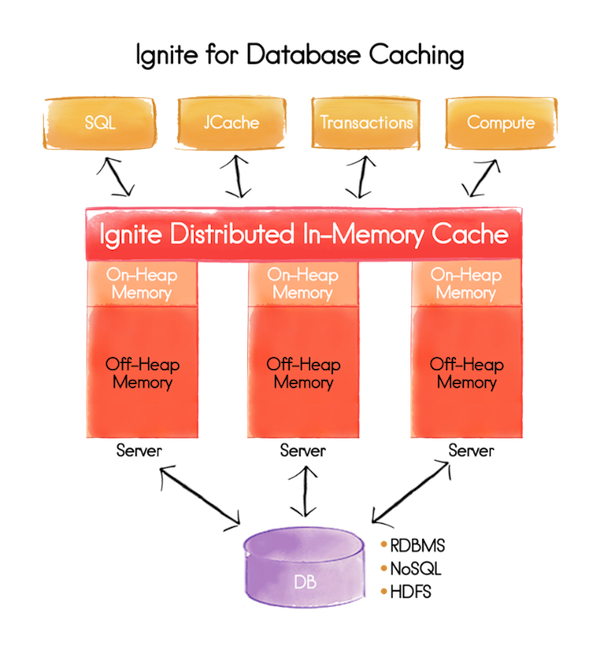 Ignite for Database Caching
SQL
JCache
Transactions
Compute
Ignite Distributed In-Memory Cache
On-Heap
Memory
On-Heap
Memory
On-Heap
Memory
Off-Heap
Memory
Off-Heap
Memory
Off-Heap
Memory
Server
Server
Server
DB
• RDBMS
• NoSQL
• HDFS